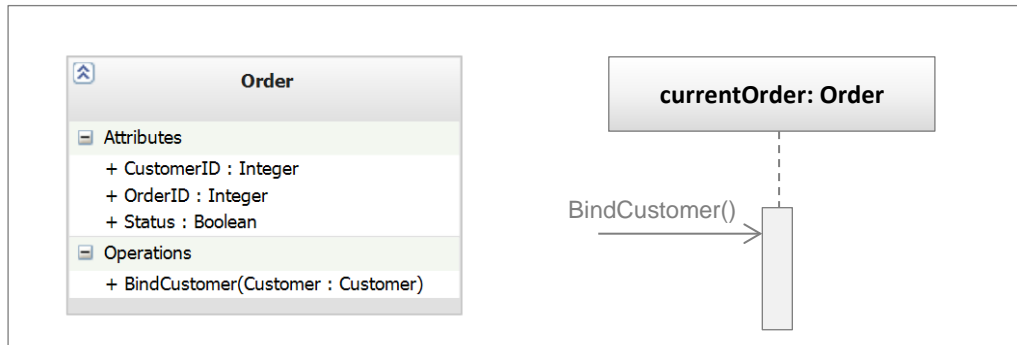 Order
Attributes
+ CustomerID : Integer
+ OrderID : Integer
+ Status : Boolean
Operations
+ BindCustomer(Customer : Customer)
currentOrder: Order
BindCustomer()